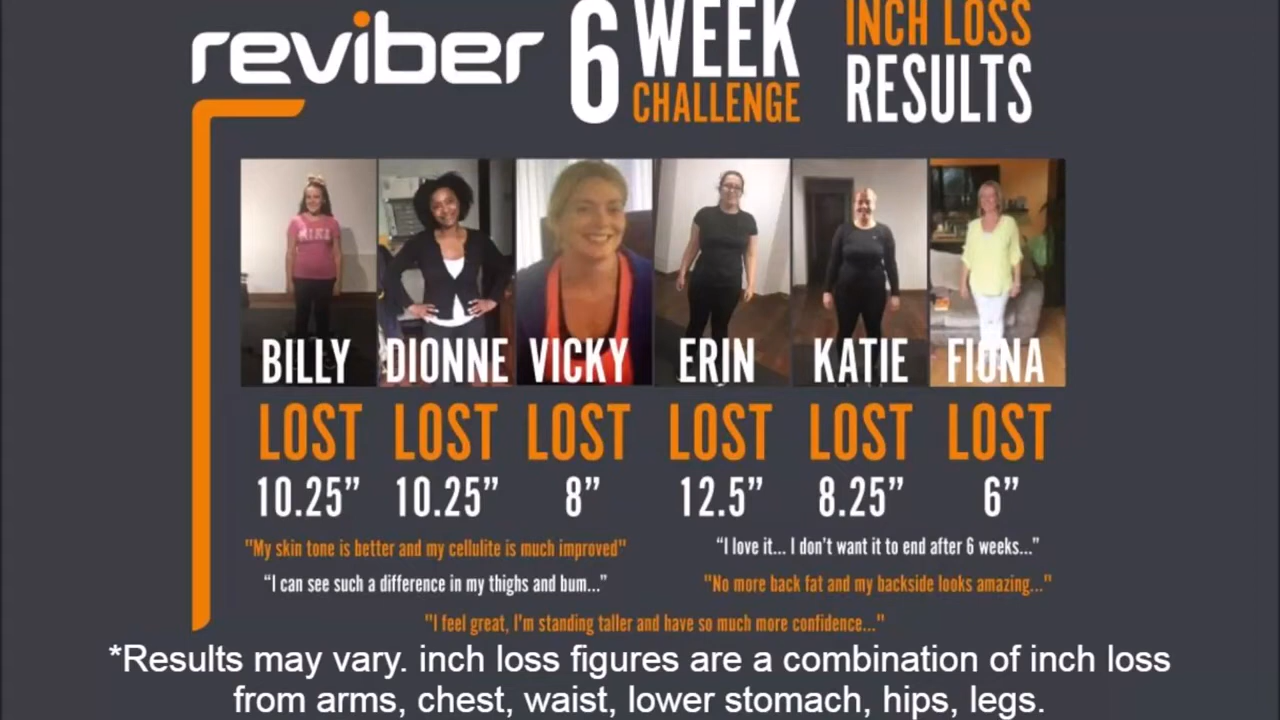 reviber
6 WEEK
CHALLENGE
INCH LOSS
RESULTS
BILLY DIONNE VICKY ERIN KATIE FIONA
LOST LOST LOST LOST LOST LOST
10.25” 10.25” 8” 12.5” 8.25” 6”
"My skin tone is better and my cellulite is much improved"
“I love it... I don’t want it to end after 6 weeks...”
“I can see such a difference in my thighs and bum...”
"No more back fat and my backside looks amazing..."
"I feel great, I'm standing taller and have so much more confidence..."
*Results may vary. inch loss figures are a combination of inch loss
from arms, chest, waist, lower stomach, hips, legs.